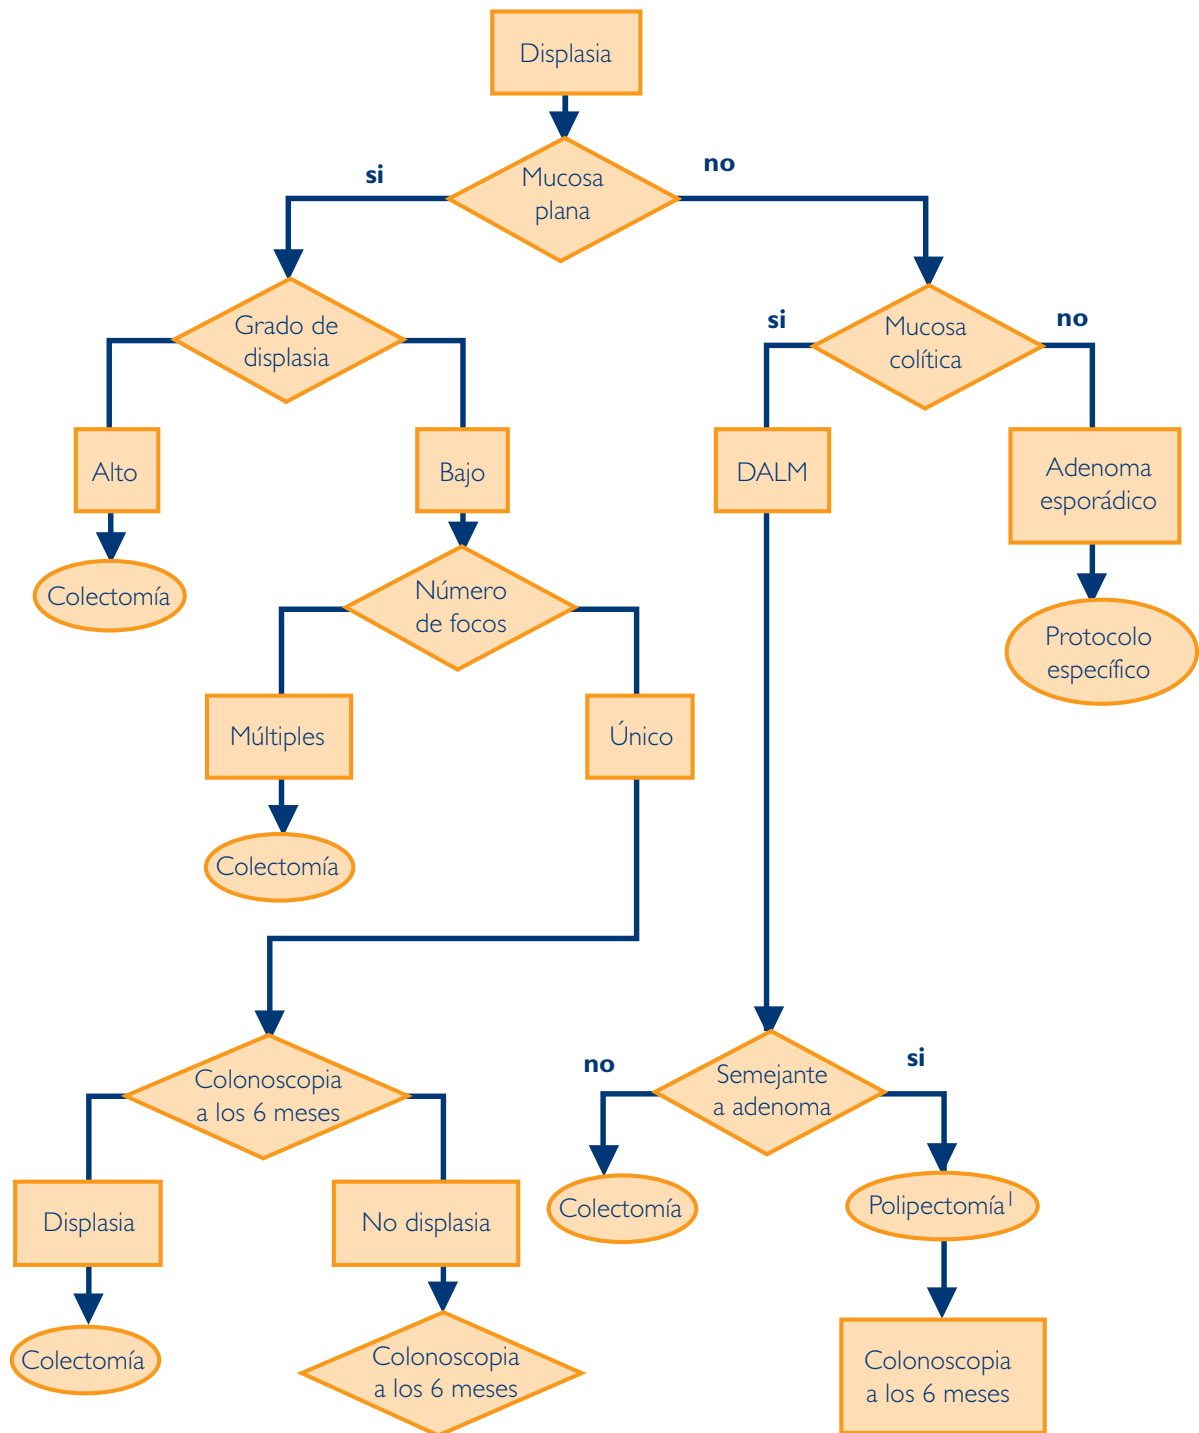 Displasia
si
no
Mucosa
plana
Grado de
displasia
si
no
Mucosa
colítica
Alto
Bajo
DALM
Adenoma
esporádico
Colectomía
Número
de focos
Protocolo
específico
Múltiples
Único
Colectomía
Colonoscopia
a los 6 meses
no
si
Semejante
a adenoma
Displasia
No displasia
Colectomía
Polipectomía¹
Colectomía
Colonoscopia
a los 6 meses
Colonoscopia
a los 6 meses